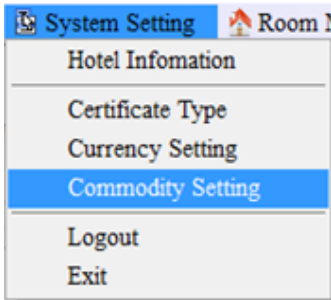 System Setting Room
Hotel Infomation
Certificate Type
Currency Setting
Commodity Setting
Logout
Exit